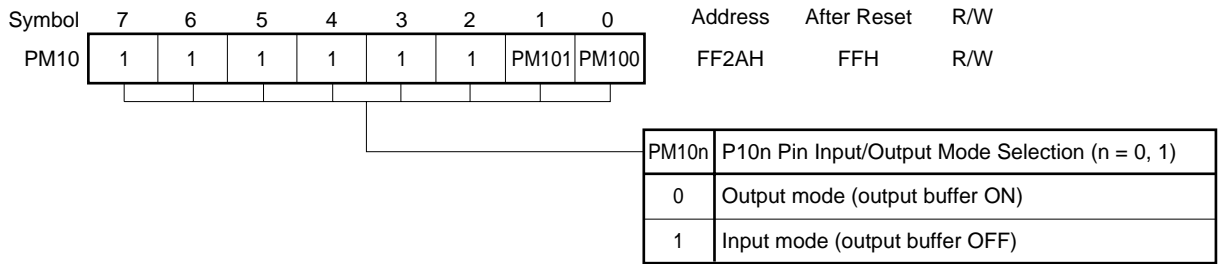 Symbol 7 6 5 4 3 2 1 0 Address After Reset R/W
PM10 1 1 1 1 1 1 PM101 PM100 FF2AH FFH R/W
PM10n P10n Pin Input/Output Mode Selection (n = 0, 1)
0 Output mode (output buffer ON)
1 Input mode (output buffer OFF)